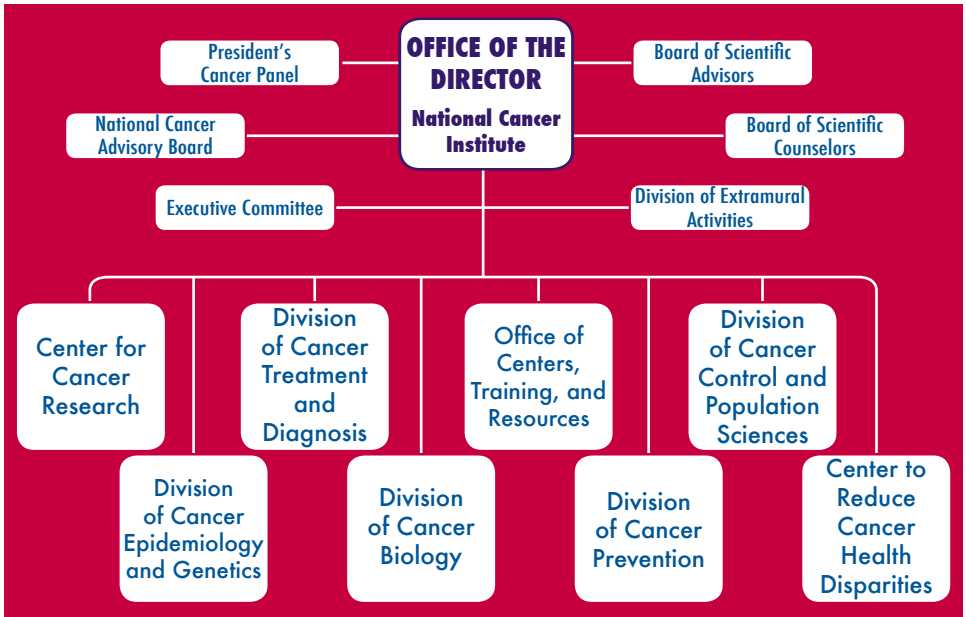 OFFICE OF THE
DIRECTOR
National Cancer
Institute
President's
Cancer Panel
Board of Scientific
Advisors
National Cancer
Advisory Board
Board of Scientific
Counselors
Executive Committee
Division of Extramural
Activities
Center for
Cancer
Research
Division
of Cancer
Treatment
and
Diagnosis
Office of
Centers,
Training, and
Resources
Division
of Cancer
Control and
Population
Sciences
Division
of Cancer
Epidemiology
and Genetics
Division
of Cancer
Biology
Division
of Cancer
Prevention
Center to
Reduce
Cancer
Health
Disparities